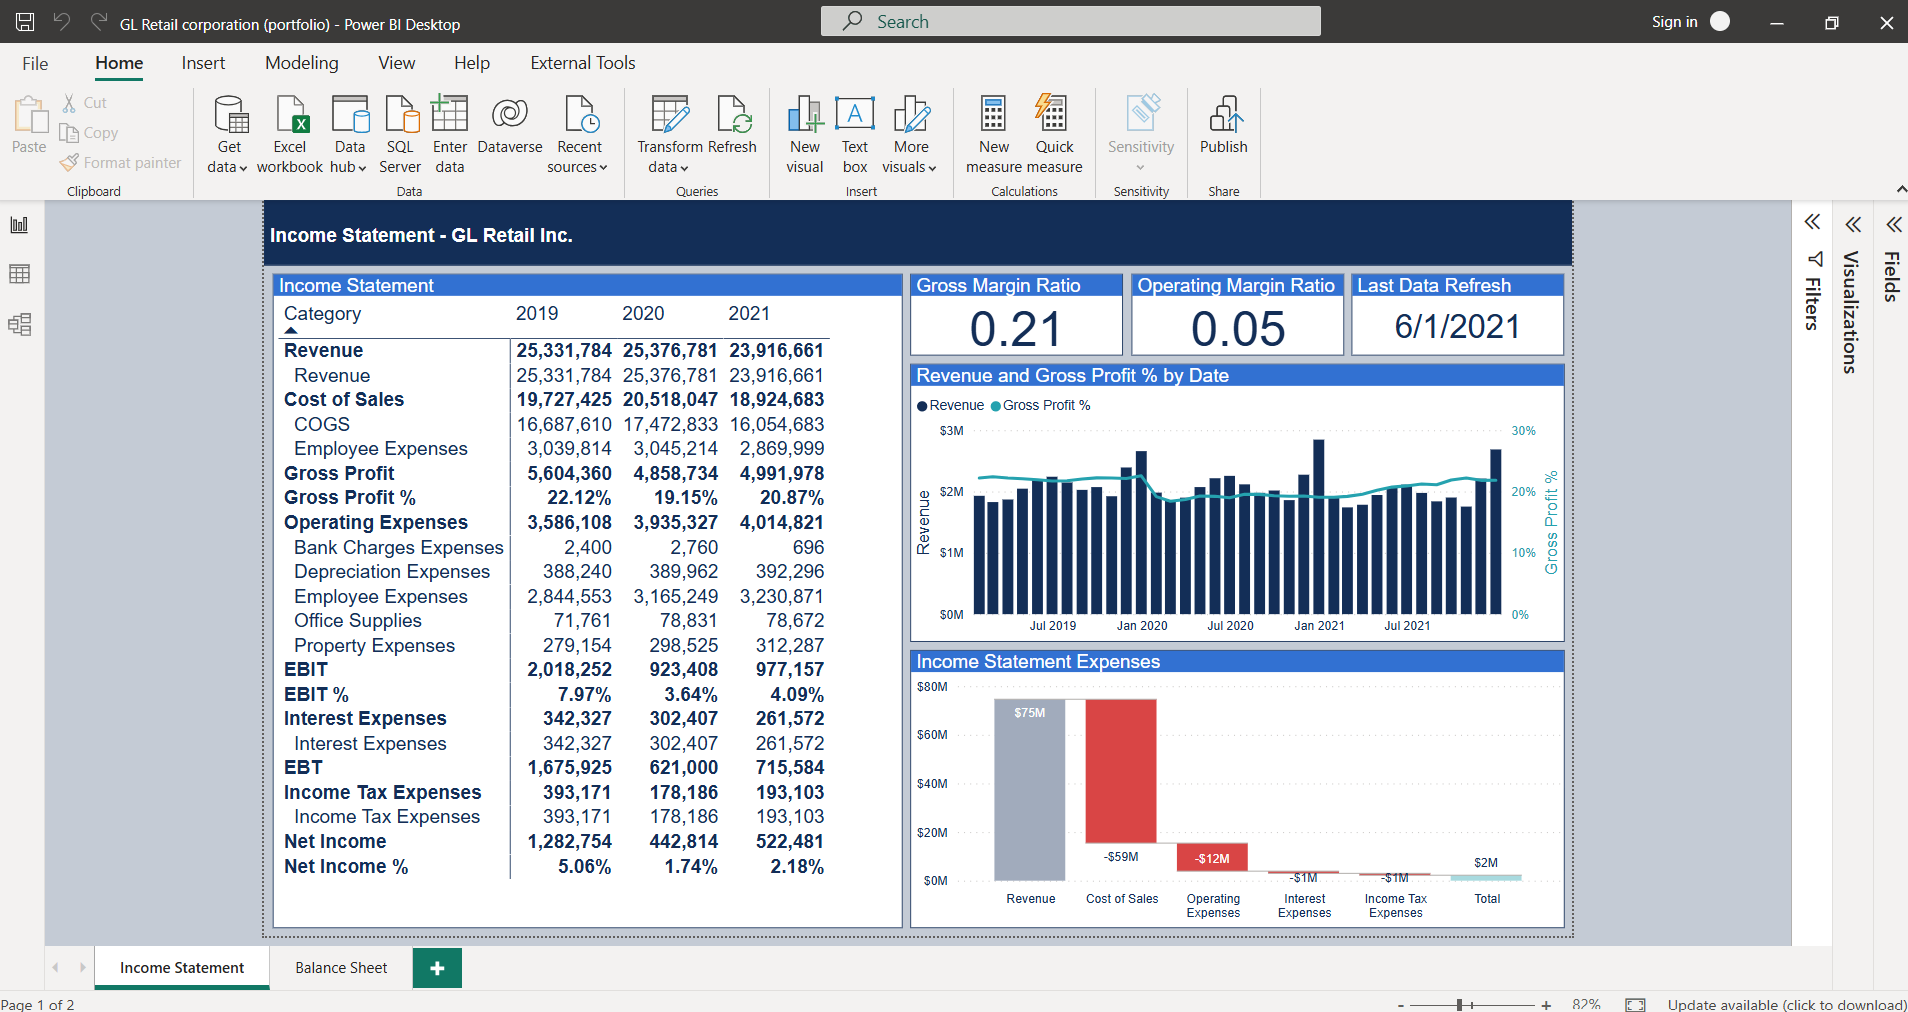 GL Retail corporation (portfolio) - Power BI Desktop
Search
Sign in
File Home Insert Modeling View Help External Tools
Paste
Cut
Copy
Format painter
Clipboard
Get data
Excel workbook
Data hub
SQL Server
Enter data
Dataverse
Recent sources
Data
Transform data
Refresh
Queries
New visual
Text box
More visuals
Insert
New measure
Quick measure
Calculations
Sensitivity
Sensitivity
Publish
Share
Income Statement - GL Retail Inc.
Income Statement
Category 2019 2020 2021
Revenue 25,331,784 25,376,781 23,916,661
Revenue 25,331,784 25,376,781 23,916,661
Cost of Sales 19,727,425 20,518,047 18,924,683
COGS 16,687,610 17,472,833 16,054,683
Employee Expenses 3,039,814 3,045,214 2,869,999
Gross Profit 5,604,360 4,858,734 4,991,978
Gross Profit % 22.12% 19.15% 20.87%
Operating Expenses 3,586,108 3,935,327 4,014,821
Bank Charges Expenses 2,400 2,760 696
Depreciation Expenses 388,240 389,962 392,296
Employee Expenses 2,844,553 3,165,249 3,230,871
Office Supplies 71,761 78,831 78,672
Property Expenses 279,154 298,525 312,287
EBIT 2,018,252 923,408 977,157
EBIT % 7.97% 3.64% 4.09%
Interest Expenses 342,327 302,407 261,572
Interest Expenses 342,327 302,407 261,572
EBT 1,675,925 621,000 715,584
Income Tax Expenses 393,171 178,186 193,103
Income Tax Expenses 393,171 178,186 193,103
Net Income 1,282,754 442,814 522,481
Net Income % 5.06% 1.74% 2.18%
Gross Margin Ratio
0.21
Operating Margin Ratio
0.05
Last Data Refresh
6/1/2021
Revenue and Gross Profit % by Date
Revenue Gross Profit %
$3M
$2M
$1M
$0M
Revenue
30%
20%
10%
0%
Gross Profit %
Jul 2019 Jan 2020 Jul 2020 Jan 2021 Jul 2021
Income Statement Expenses
$80M
$60M
$40M
$20M
$0M
$75M
-$59M
-$12M
-$1M
-$1M
$2M
Revenue
Cost of Sales
Operating Expenses
Interest Expenses
Income Tax Expenses
Total
Filters
Visualizations
Fields
Income Statement
Balance Sheet
+
Page 1 of 2
- + 82%
Update available (click to download)